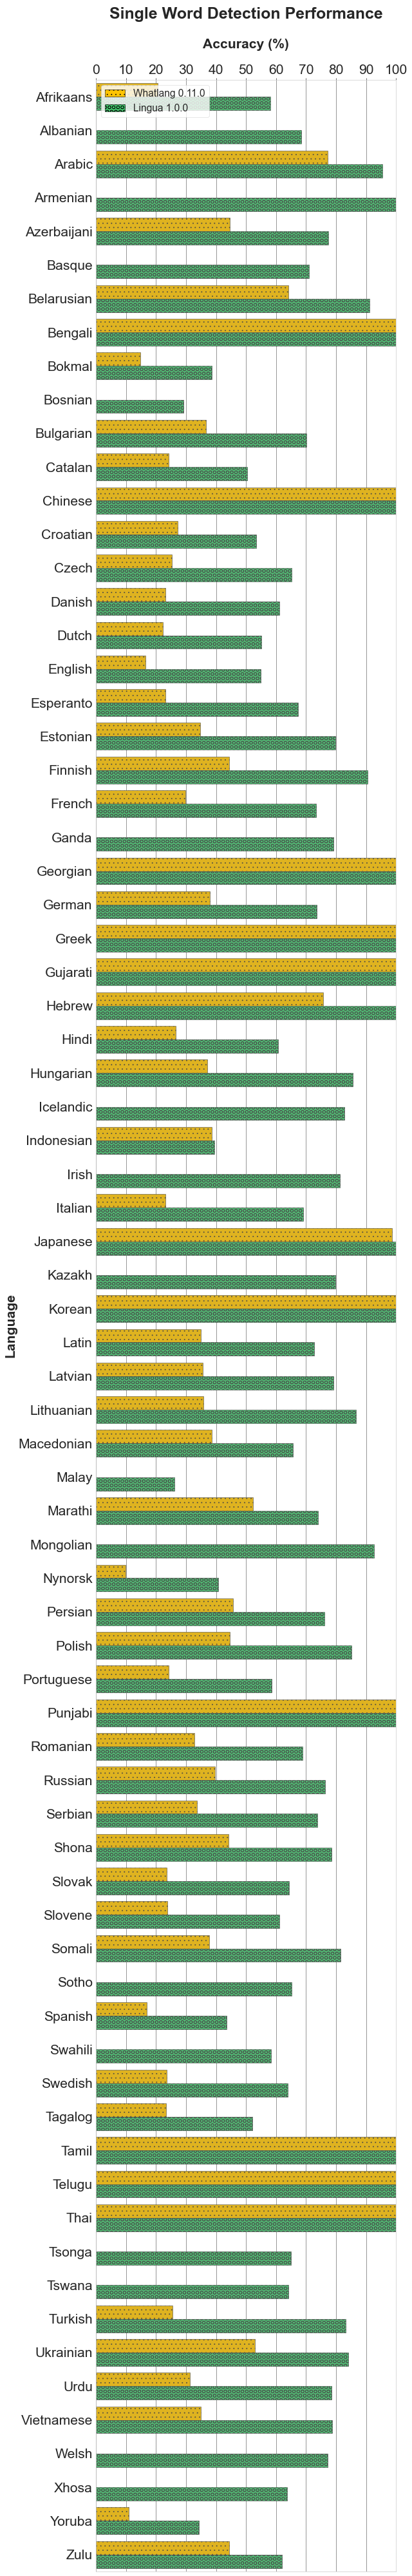 Single Word Detection Performance
Accuracy (%)
0 10 20 30 40 50 60 70 80 90 100
Whatlang 0.11.0
Lingua 1.0.0
Afrikaans
Albanian
Arabic
Armenian
Azerbaijani
Basque
Belarusian
Bengali
Bokmal
Bosnian
Bulgarian
Catalan
Chinese
Croatian
Czech
Danish
Dutch
English
Esperanto
Estonian
Finnish
French
Ganda
Georgian
German
Greek
Gujarati
Hebrew
Hindi
Hungarian
Icelandic
Indonesian
Irish
Italian
Japanese
Kazakh
Korean
Language
Latin
Latvian
Lithuanian
Macedonian
Malay
Marathi
Mongolian
Nynorsk
Persian
Polish
Portuguese
Punjabi
Romanian
Russian
Serbian
Shona
Slovak
Slovene
Somali
Sotho
Spanish
Swahili
Swedish
Tagalog
Tamil
Telugu
Thai
Tsonga
Tswana
Turkish
Ukrainian
Urdu
Vietnamese
Welsh
Xhosa
Yoruba
Zulu